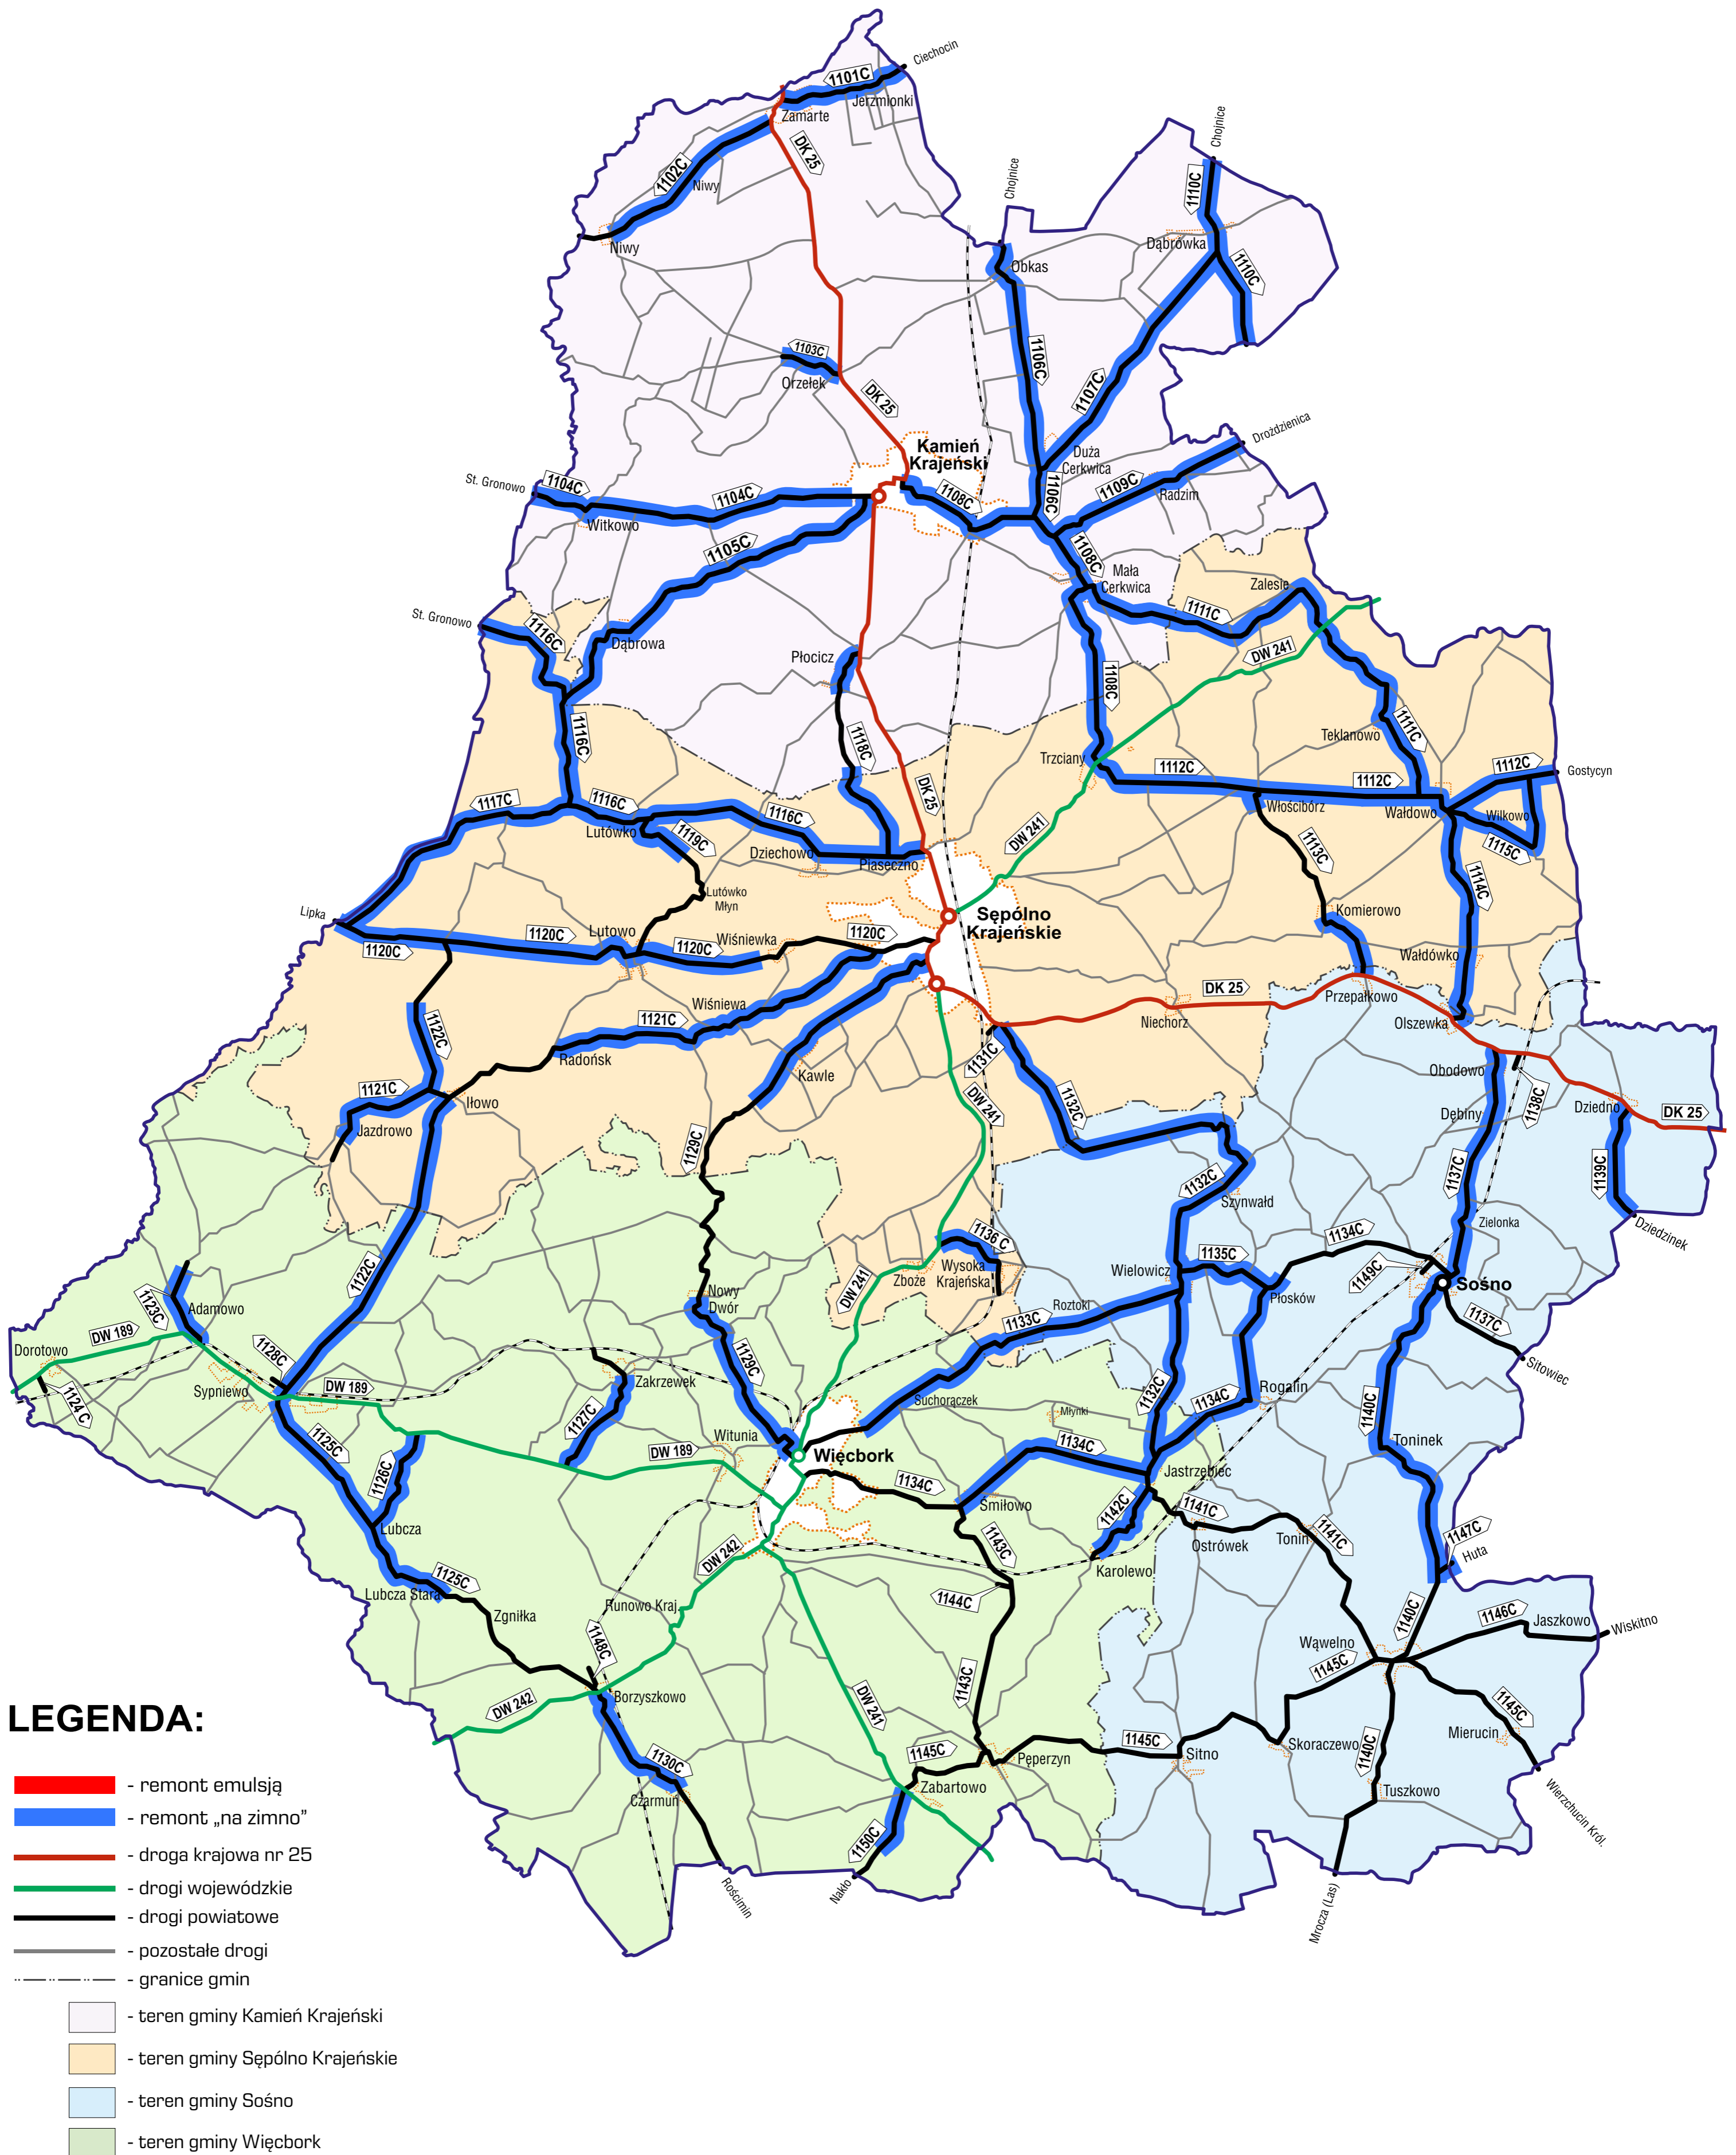 Ciechocin
1101C
Jerzmionki
Zamarte
DK 25
1102C
Niwy
Niwy
Chojnice
Chojnice
1110C
Dąbrówka
1110C
Obkas
1103C
Orzełek
DK 25
1106C
1107C
Kamień
Krajeński
Duża
Cerkwica
Drożdzienica
St. Gronowo
1104C
1104C
1108C
1106C
1109C
Radzim
Witkowo
1105C
1108C
Mała
Cerkwica
Zalesie
St. Gronowo
1116C
Dąbrowa
1111C
DW 241
Płocicz
1108C
1116C
1118C
Teklanowo
1111C
Trzciany
1112C
1112C
1112C
Gostycyn
DK 25
1117C
1116C
1116C
Lutówko
1119C
Dziechowo
Piaseczno
DW 241
Włościbórz
Wałdowo
Wilkowo
1115C
1113C
1114C
Lutówko
Młyn
Lipka
Sępólno
Krajeńskie
Komierowo
1120C
1120C
Lutowo
1120C
Wiśniewka
1120C
Wałdówko
Wiśniewa
DK 25
Przepałkowo
1122C
1121C
Niechorz
Olszewka
Radońsk
1131C
Kawle
Obodowo
1121C
Iłowo
DW 241
1132C
Dębiny
1138C
Dziedno
DK 25
Jazdrowo
1129C
1137C
1139C
1132C
Szynwałd
Zielonka
Dziedzinek
1136 C
1134C
1122C
Zboże
Wysoka
Krajeńska
Wielowicz
1135C
1149C
Sośno
1123C
Adamowo
DW 241
Nowy
Dwór
Roztoki
1133C
Płosków
1137C
DW 189
Dorotowo
1128C
1129C
Sitowiec
1124 C
Sypniewo
DW 189
Zakrzewek
Suchorączek
1132C
1134C
Rogalin
1127C
Młynki
1140C
1125C
1126C
Witunia
DW 189
Więcbork
1134C
Toninek
1134C
Jastrzębiec
Śmiłowo
1142C
1141C
Lubcza
1143C
Ostrówek
Tonin
1141C
1147C
Huta
DW 242
Karolewo
Lubcza Stara
1125C
1144C
Zgniłka
Runowo Kraj.
1140C
1146C
Jaszkowo
Wiskitno
1148C
Wąwelno
1145C
1143C
Borzyszkowo
DW 242
DW 241
1145C
Mierucin
1130C
1145C
Pęperzyn
1145C
Sitno
Skoraczewo
1140C
Czarmuń
Zabartowo
Tuszkowo
Wierzchucin Król.
1150C
Nakło
Rościmin
Mrocza (Las)
LEGENDA:
- remont emulsją
- remont „na zimno”
- droga krajowa nr 25
- drogi wojewódzkie
- drogi powiatowe
- pozostałe drogi
- granice gmin
- teren gminy Kamień Krajeński
- teren gminy Sępólno Krajeńskie
- teren gminy Sośno
- teren gminy Więcbork